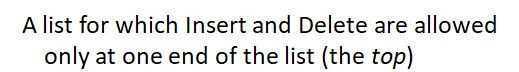 A list for which Insert and Delete are allowed
only at one end of the list (the top)